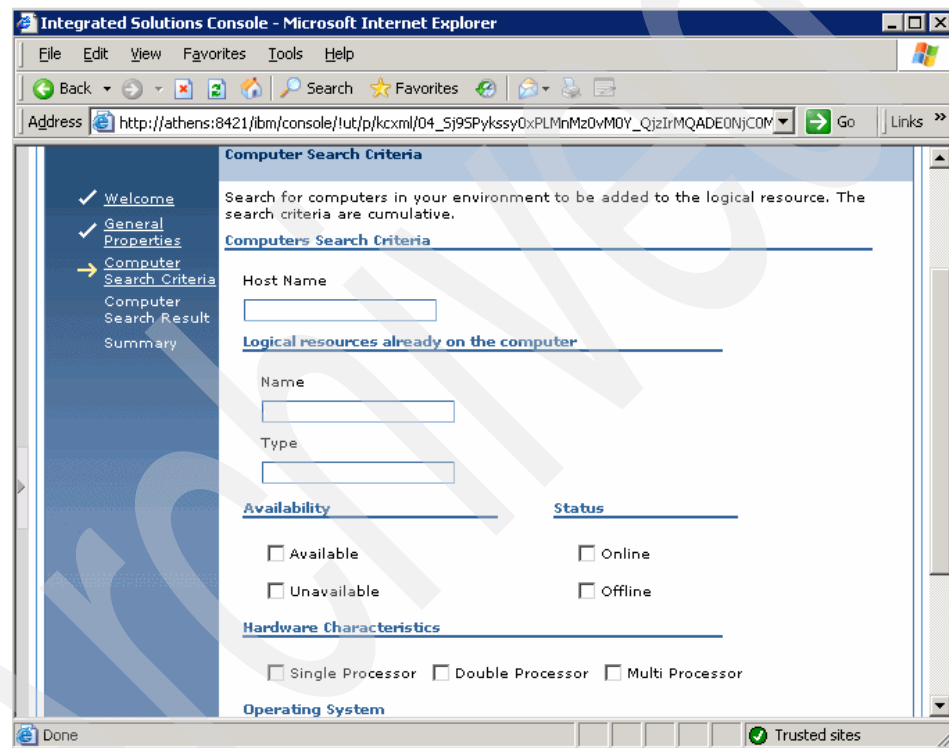 Integrated Solutions Console - Microsoft Internet Explorer
File Edit View Favorites Tools Help
Back Search Favorites
Address http://athens:8421/ibm/console/!ut/p/kcxml/04_Sj9SPykssy0xPLMnMz0vM0Y_QjzIrMQADE0NjC0M Go Links »
Computer Search Criteria
Welcome
General
Properties
Computer
Search Criteria
Computer
Search Result
Summary
Search for computers in your environment to be added to the logical resource. The
search criteria are cumulative.
Computers Search Criteria
Host Name
Logical resources already on the computer
Name
Type
Availability Status
Available Online
Unavailable Offline
Hardware Characteristics
Single Processor Double Processor Multi Processor
Operating System
Done Trusted sites